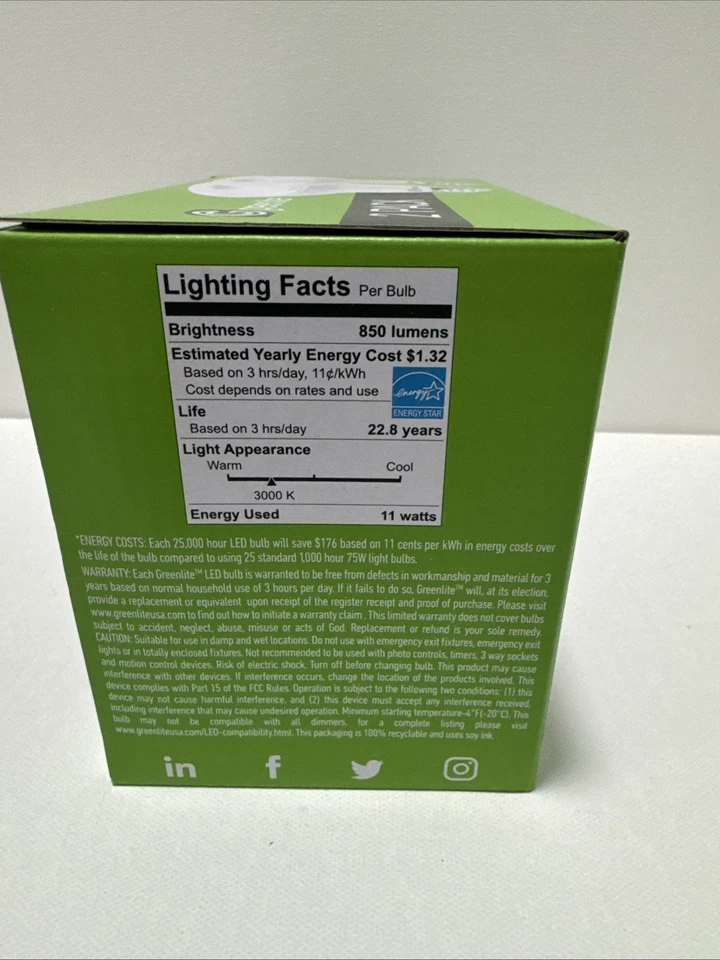 2 PACK
Lighting Facts Per Bulb
Brightness 850 lumens
Estimated Yearly Energy Cost $1.32
Based on 3 hrs/day, 11¢/kWh
Cost depends on rates and use
energy
ENERGY STAR
Life
Based on 3 hrs/day 22.8 years
Light Appearance
Warm Cool
3000 K
Energy Used 11 watts
*ENERGY COSTS: Each 25,000 hour LED bulb will save $176 based on 11 cents per kWh in energy costs over
the life of the bulb compared to using 25 standard 1,000 hour 75W light bulbs.
WARRANTY: Each Greenlite™ LED bulb is warranted to be free from defects in workmanship and material for 3
years based on normal household use of 3 hours per day. If it fails to do so, Greenlite™ will, at its election,
provide a replacement or equivalent upon receipt of the register receipt and proof of purchase. Please visit
www.greenliteusa.com to find out how to initiate a warranty claim. This limited warranty does not cover bulbs
subject to accident, neglect, abuse, misuse or acts of God. Replacement or refund is your sole remedy.
CAUTION: Suitable for use in damp and wet locations. Do not use with emergency exit fixtures, emergency exit
lights or in totally enclosed fixtures. Not recommended to be used with photo controls, timers, 3 way sockets
and motion control devices. Risk of electric shock. Turn off before changing bulb. This product may cause
interference with other devices. If interference occurs, change the location of the products involved. This
device complies with Part 15 of the FCC Rules. Operation is subject to the following two conditions: (1) this
device may not cause harmful interference, and (2) this device must accept any interference received,
including interference that may cause undesired operation. Minimum starting temperature-4°F(-20°C). This
bulb may not be compatible with all dimmers, for a complete listing please visit
www.greenliteusa.com/LED-compatibility.html. This packaging is 100% recyclable and uses soy ink.
in f